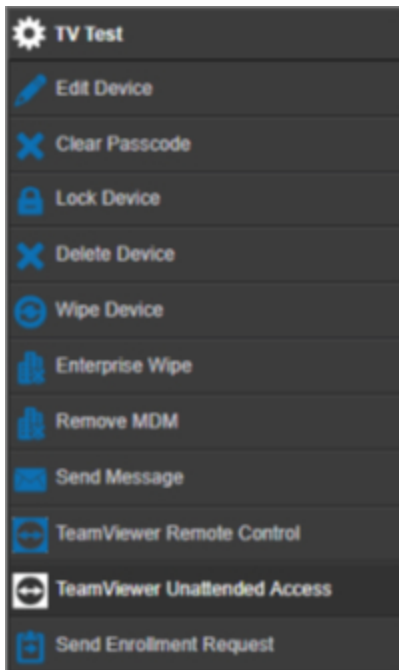 TV Test
Edit Device
Clear Passcode
Lock Device
Delete Device
Wipe Device
Enterprise Wipe
Remove MDM
Send Message
TeamViewer Remote Control
TeamViewer Unattended Access
Send Enrollment Request